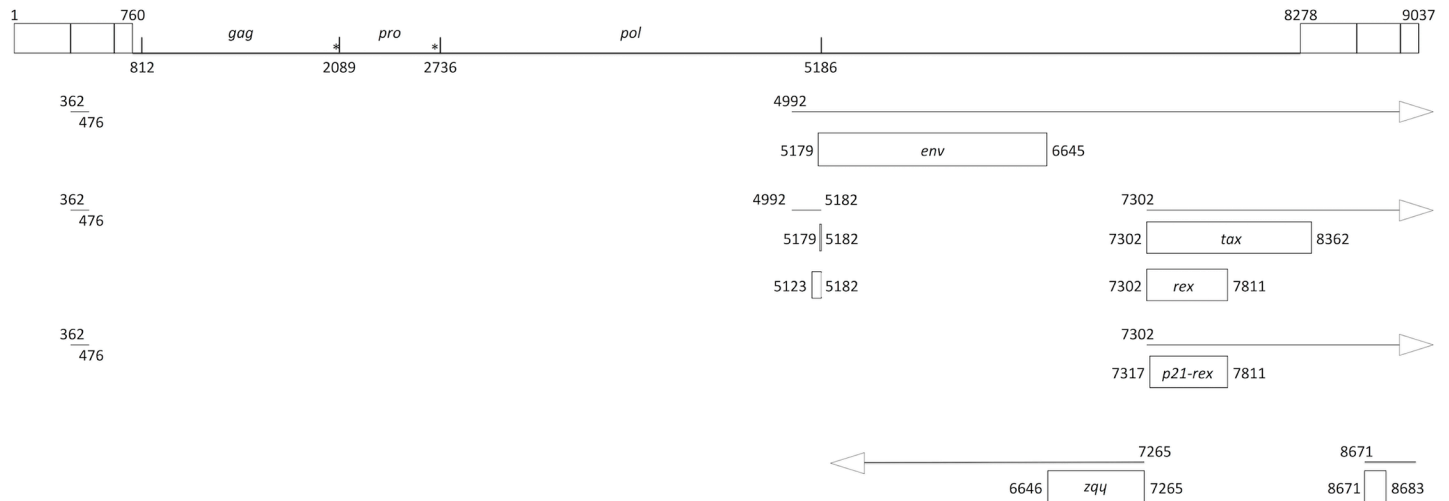 1 760 8278 9037
gag pro pol
* *
812 2089 2736 5186
362 4992
476
5179 env 6645
362 4992 5182 7302
476
5179 5182 7302 tax 8362
5123 5182 7302 rex 7811
362 7302
476
7317 p21-rex 7811
7265 8671
6646 hbz 7265 8671 8683